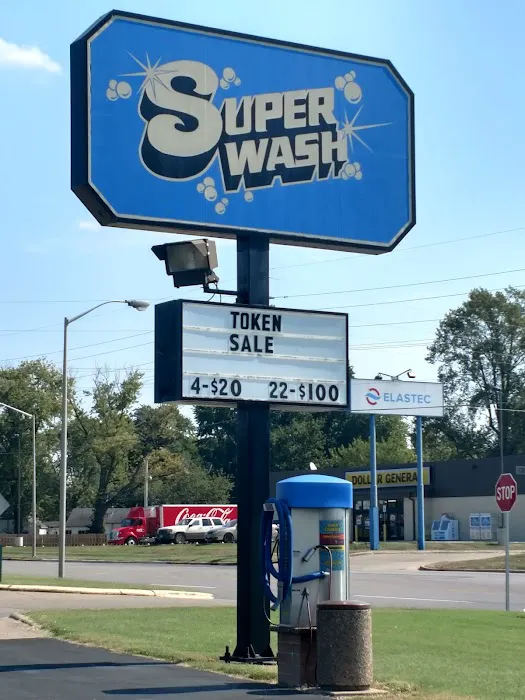 SUPER
WASH
TOKEN
SALE
4-$20 22-$100
ELASTEC
DOLLAR GENERAL
Coca-Cola
STOP